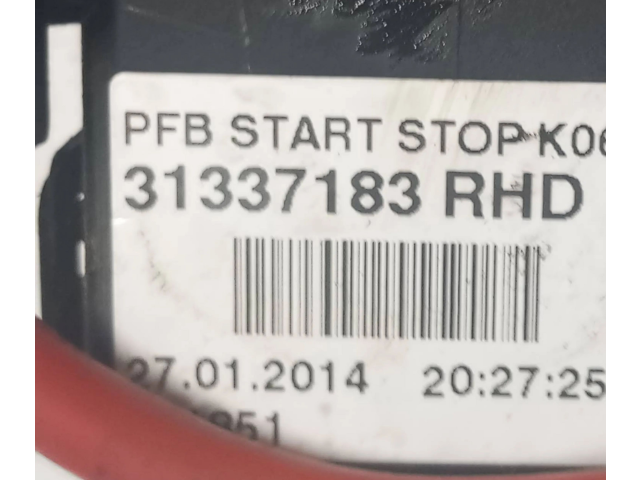 PFB START STOP K06
31337183 RHD
27.01.2014 20:27:25